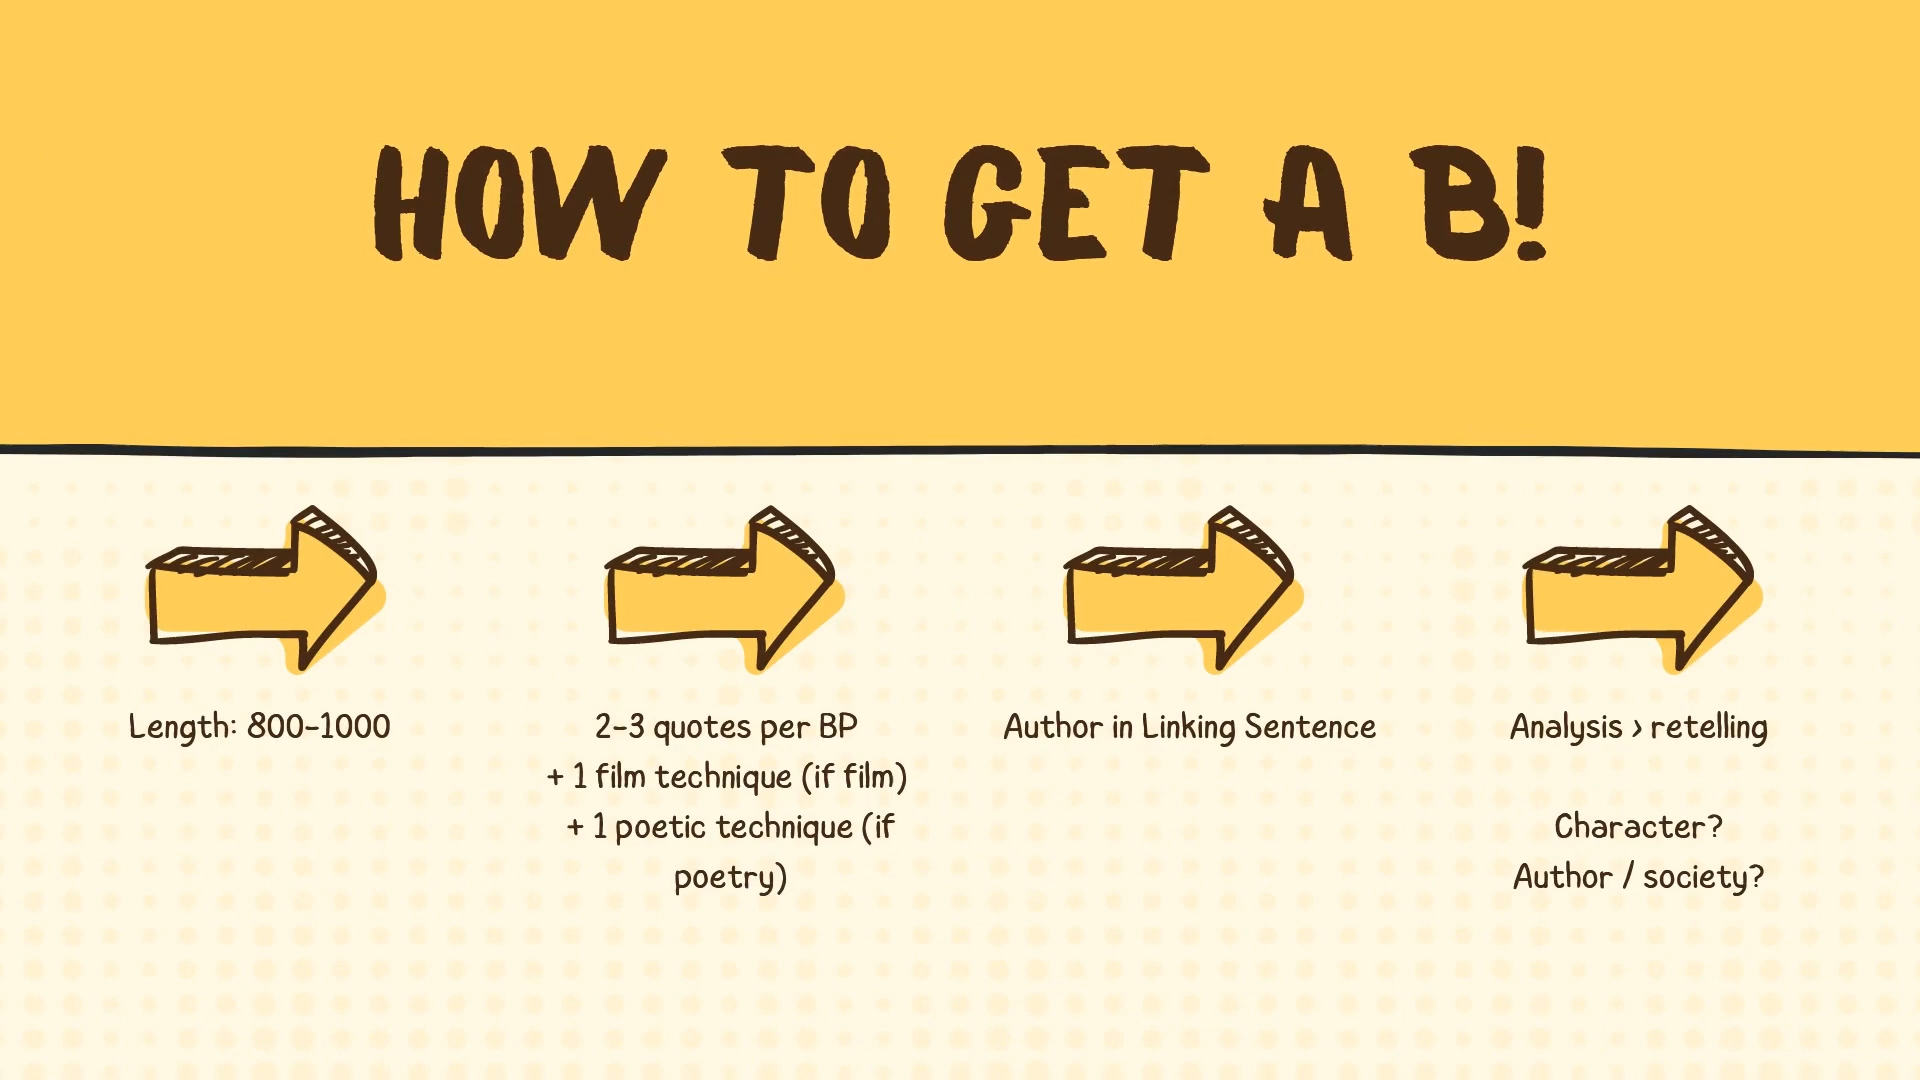 HOW TO GET A B!
Length: 800-1000
2-3 quotes per BP
+ 1 film technique (if film)
+ 1 poetic technique (if
poetry)
Author in Linking Sentence
Analysis > retelling
Character?
Author / society?